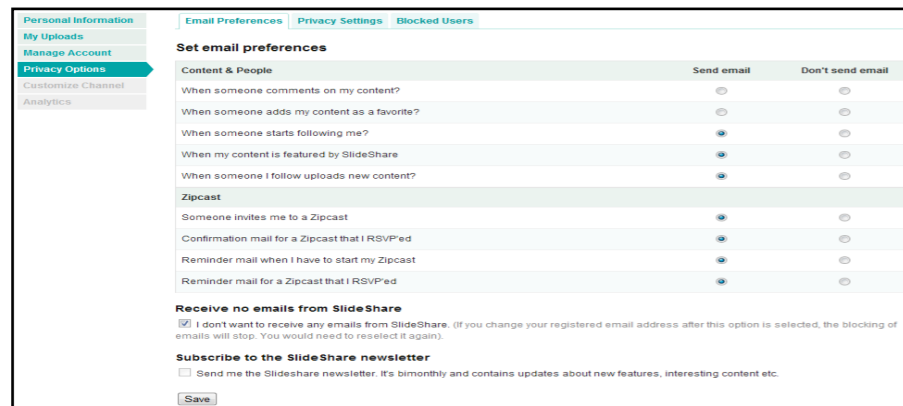 Personal Information
My Uploads
Manage Account
Privacy Options
Customize Channel
Analytics
Email Preferences Privacy Settings Blocked Users
Set email preferences
Content & People Send email Don't send email
When someone comments on my content?
When someone adds my content as a favorite?
When someone starts following me?
When my content is featured by SlideShare
When someone I follow uploads new content?
Zipcast
Someone invites me to a Zipcast
Confirmation mail for a Zipcast that I RSVP'ed
Reminder mail when I have to start my Zipcast
Reminder mail for a Zipcast that I RSVP'ed
Receive no emails from SlideShare
I don't want to receive any emails from SlideShare. (If you change your registered email address after this option is selected, the blocking of
emails will stop. You would need to reselect it again).
Subscribe to the SlideShare newsletter
Send me the Slideshare newsletter. It's bimonthly and contains updates about new features, interesting content etc.
Save